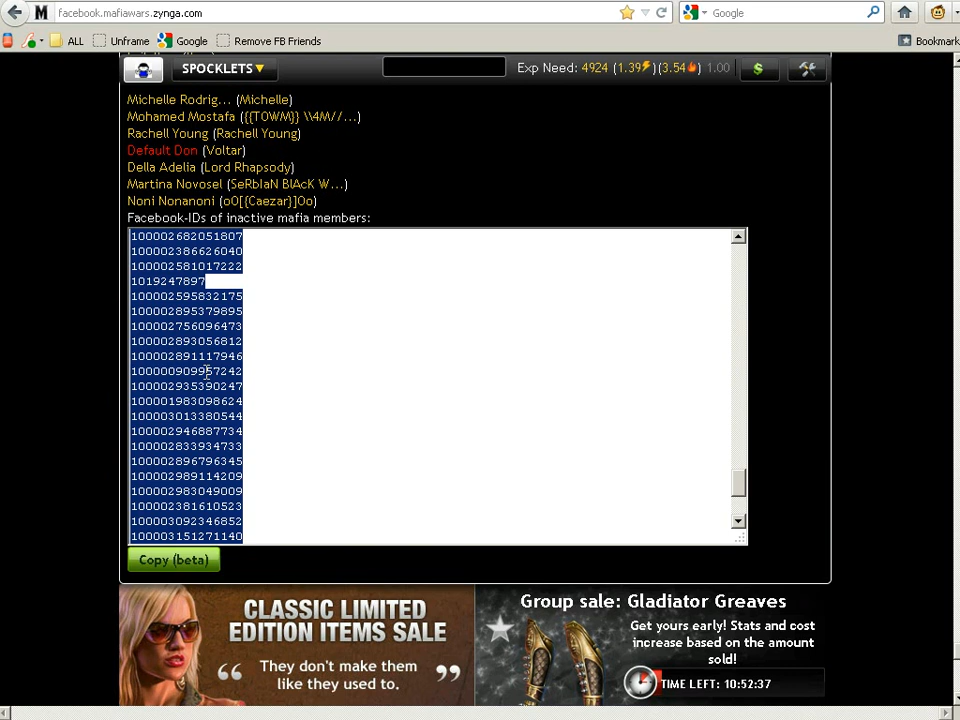 facebook.mafiawars.zynga.com
Google
ALL
Unframe
Google
Remove FB Friends
Bookmark
SPOCKLETS
Exp Need: 4924 (1.39)(3.54) 1.00
$
Michelle Rodrig... (Michelle)
Mohamed Mostafa ({{TOWM}} \\4M//...)
Rachell Young (Rachell Young)
Default Don (Voltar)
Della Adelia (Lord Rhapsody)
Martina Novosel (SeRbIaN BlAcK W...)
Noni Nonanoni (oO[{Caezar}]Oo)
Facebook-IDs of inactive mafia members:
100002682051807
100002386626040
100002581017222
1019247897
100002595832175
100002895379895
100002756096473
100002893056812
100002891117946
100000909957242
100002935390247
100001983098624
100003013380544
100002946887734
100002833934733
100002896796345
100002989114209
100002983049009
100002381610523
100003092346852
100003151271140
Copy (beta)
CLASSIC LIMITED
EDITION ITEMS SALE
“ They don't make them
like they used to. ”
Group sale: Gladiator Greaves
Get yours early! Stats and cost
increase based on the amount
sold!
TIME LEFT: 10:52:37